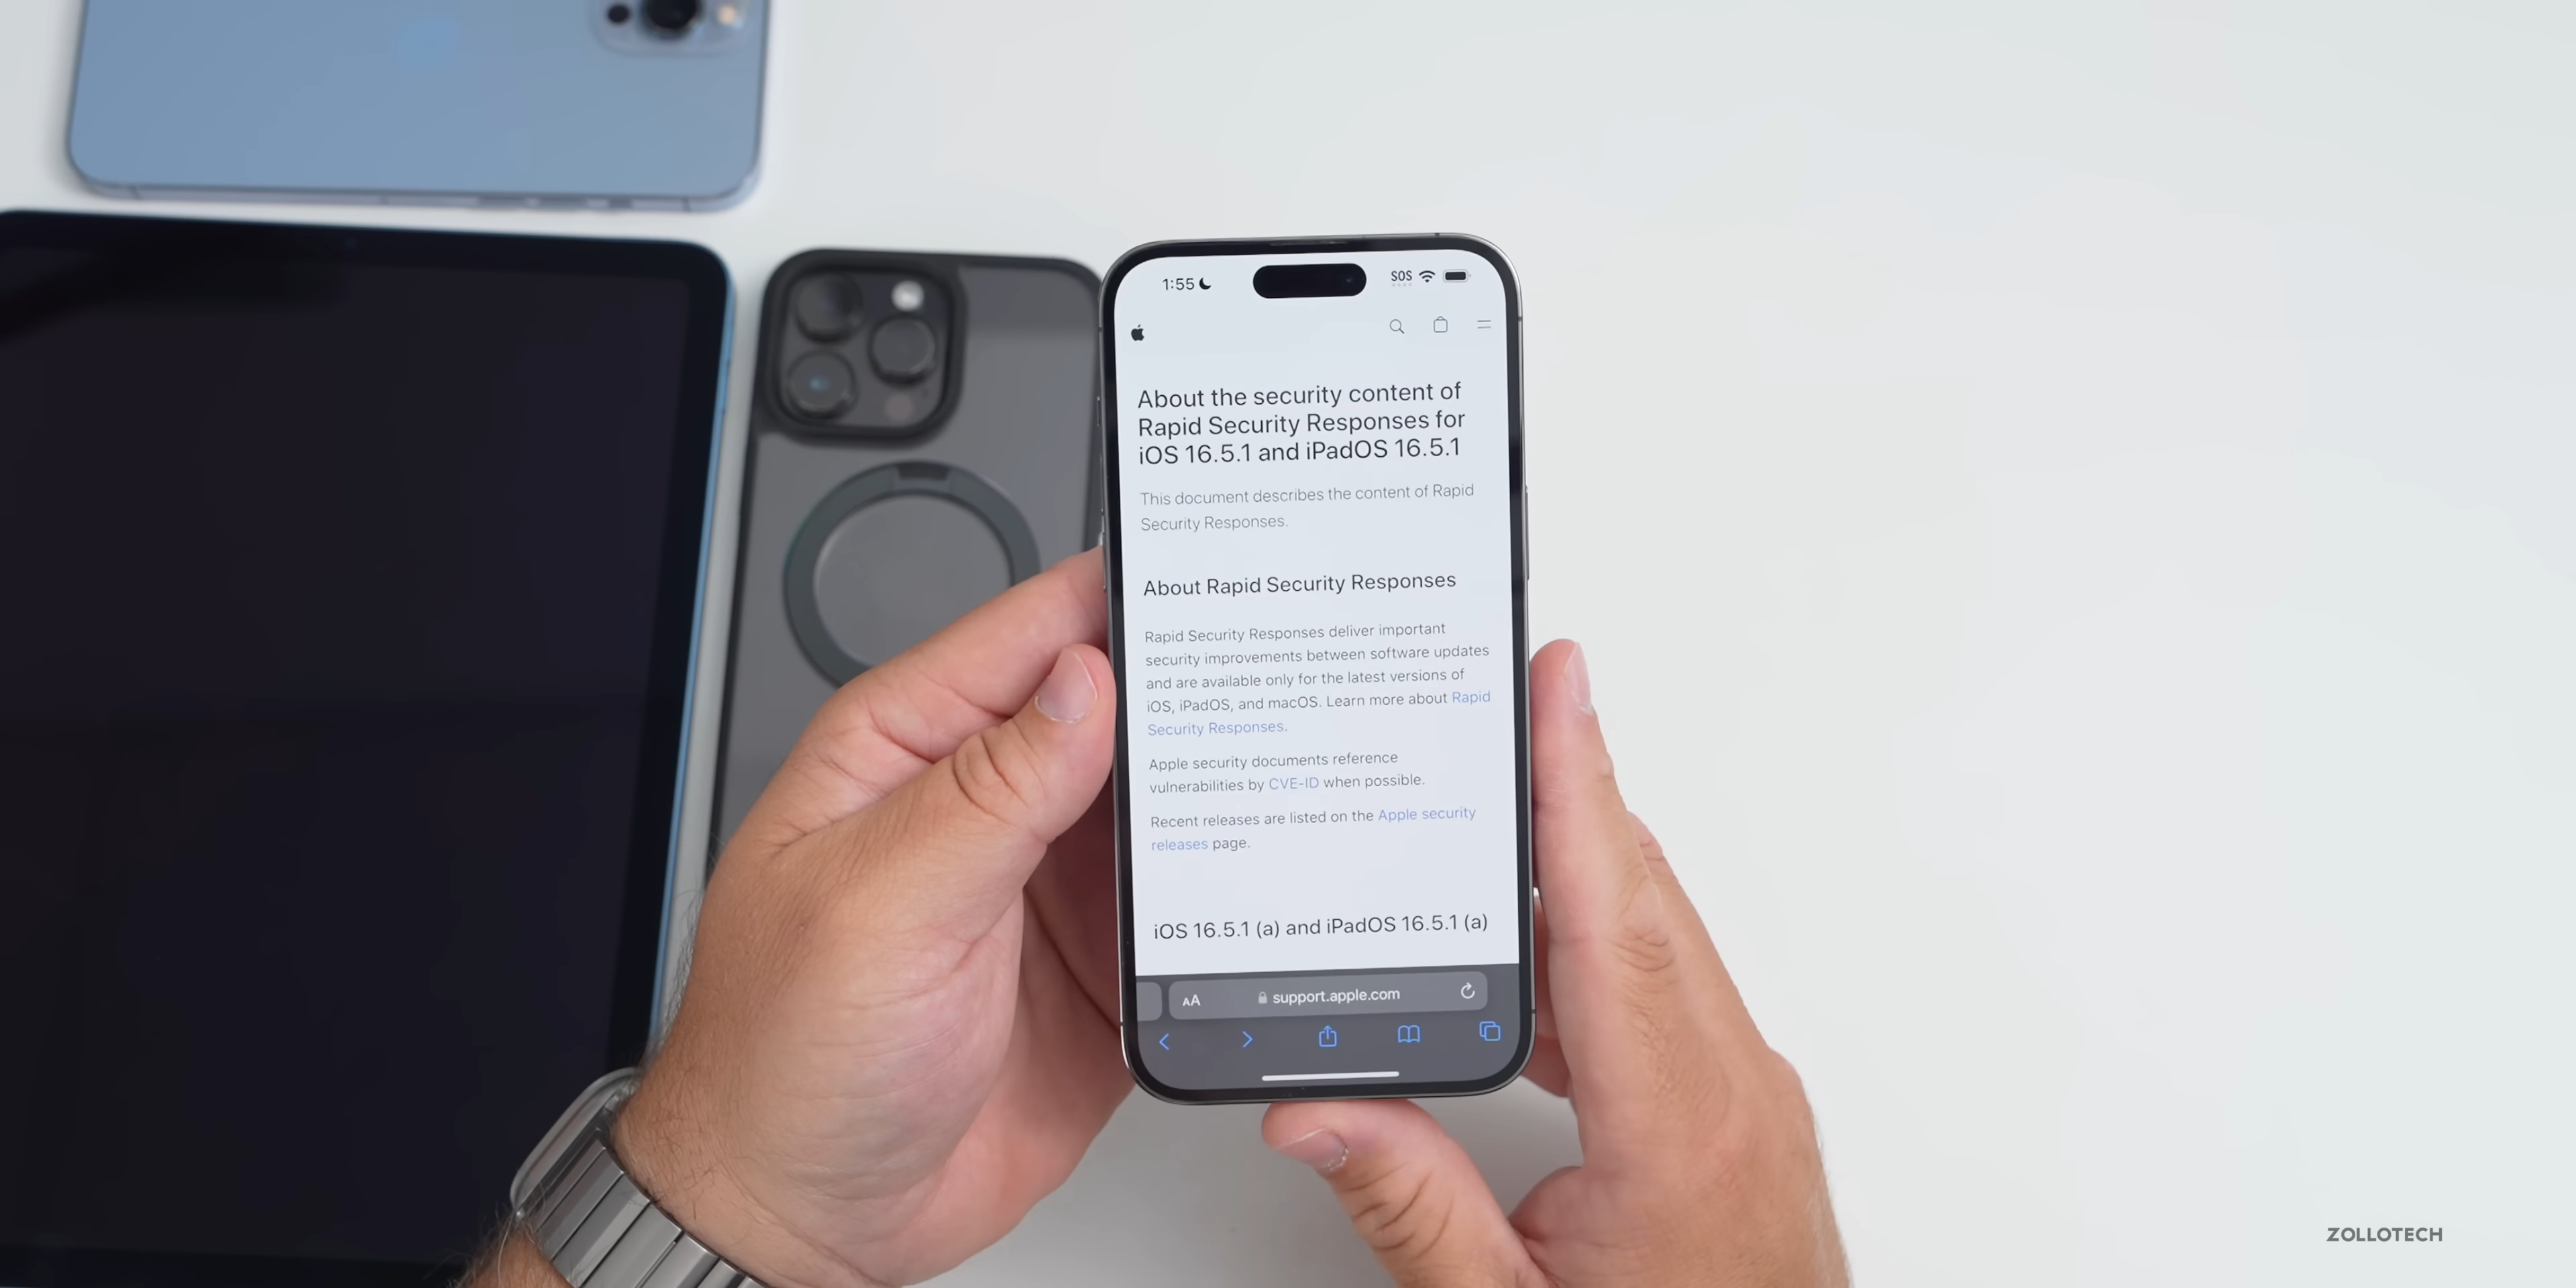 1:55
SOS
About the security content of
Rapid Security Responses for
iOS 16.5.1 and iPadOS 16.5.1
This document describes the content of Rapid
Security Responses.
About Rapid Security Responses
Rapid Security Responses deliver important
security improvements between software updates
and are available only for the latest versions of
iOS, iPadOS, and macOS. Learn more about Rapid
Security Responses.
Apple security documents reference
vulnerabilities by CVE-ID when possible.
Recent releases are listed on the Apple security
releases page.
iOS 16.5.1 (a) and iPadOS 16.5.1 (a)
AA support.apple.com
ZOLLOTECH